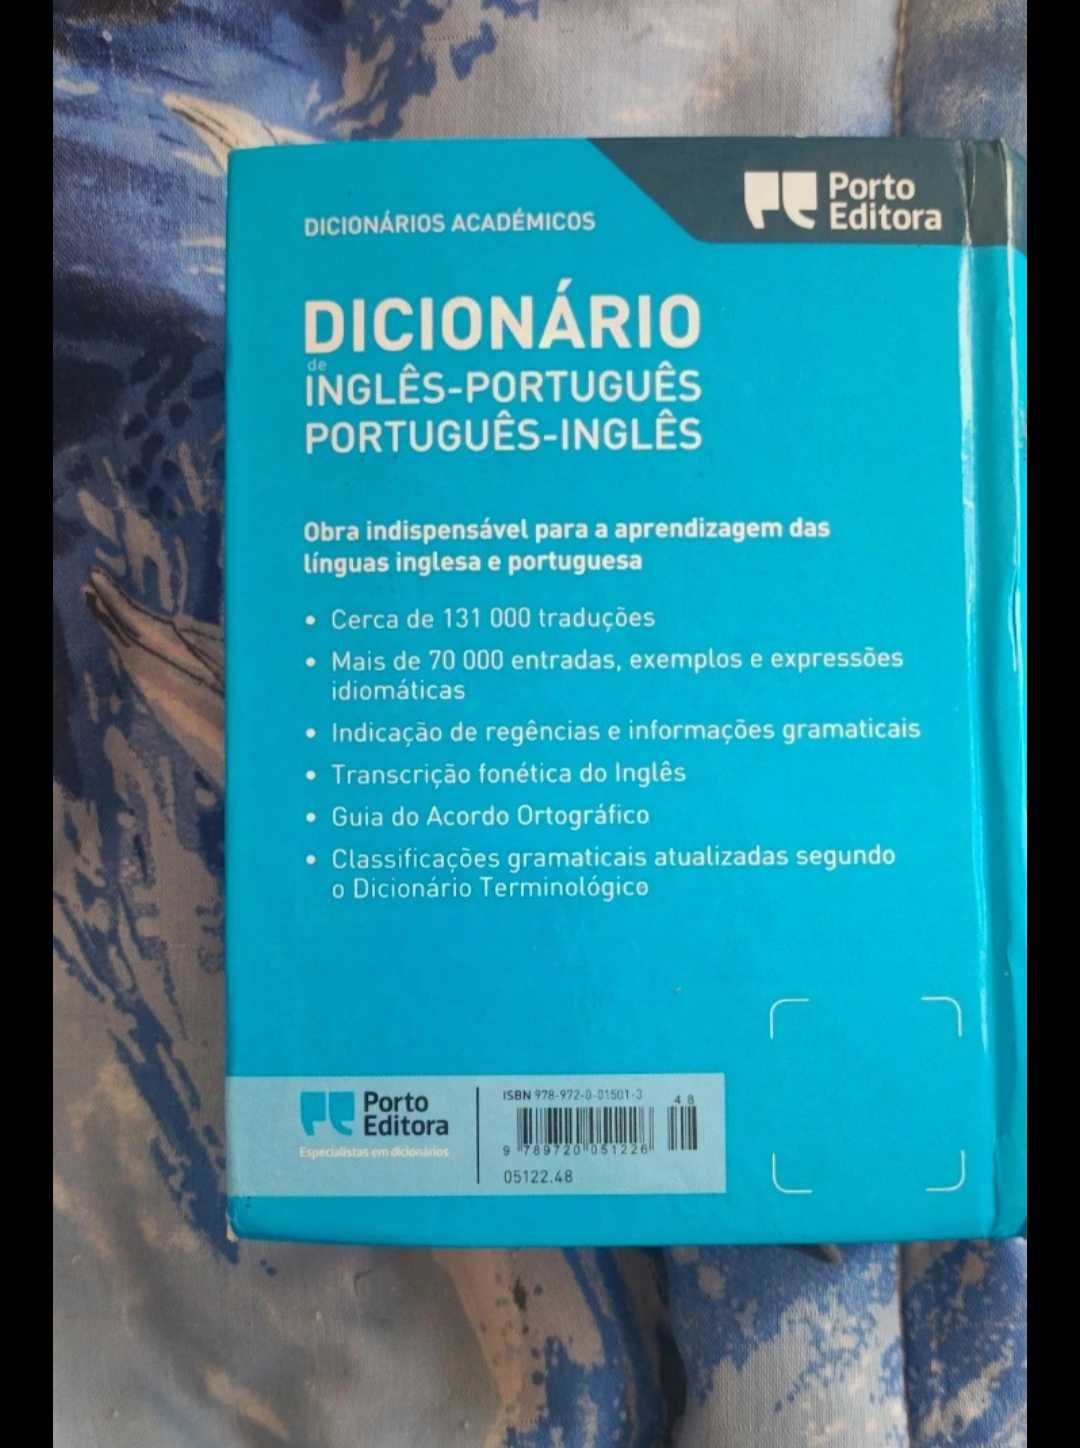 Porto
Editora
DICIONÁRIOS ACADÉMICOS
DICIONÁRIO
de
INGLÊS-PORTUGUÊS
PORTUGUÊS-INGLÊS
Obra indispensável para a aprendizagem das
línguas inglesa e portuguesa
• Cerca de 131 000 traduções
• Mais de 70 000 entradas, exemplos e expressões
idiomáticas
• Indicação de regências e informações gramaticais
• Transcrição fonética do Inglês
• Guia do Acordo Ortográfico
• Classificações gramaticais atualizadas segundo
o Dicionário Terminológico
Porto
Editora
Especialistas em dicionários
ISBN 978-972-0-01501-3
48
9 789720 051226
05122.48